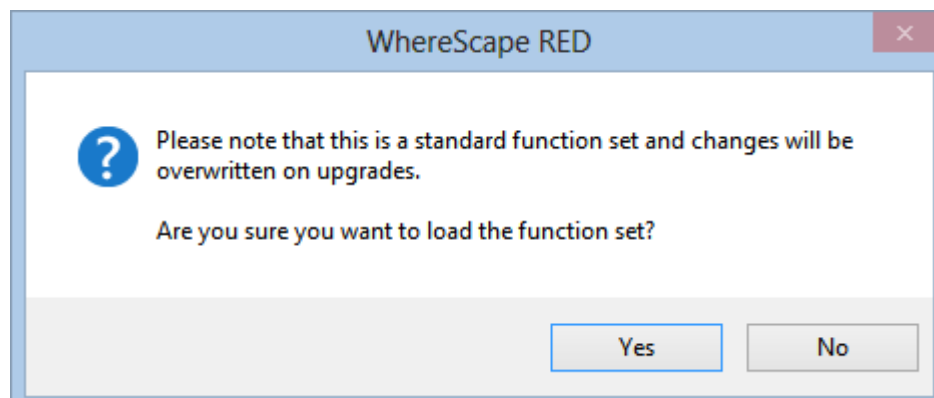 WhereScape RED
Please note that this is a standard function set and changes will be
overwritten on upgrades.
Are you sure you want to load the function set?
Yes
No